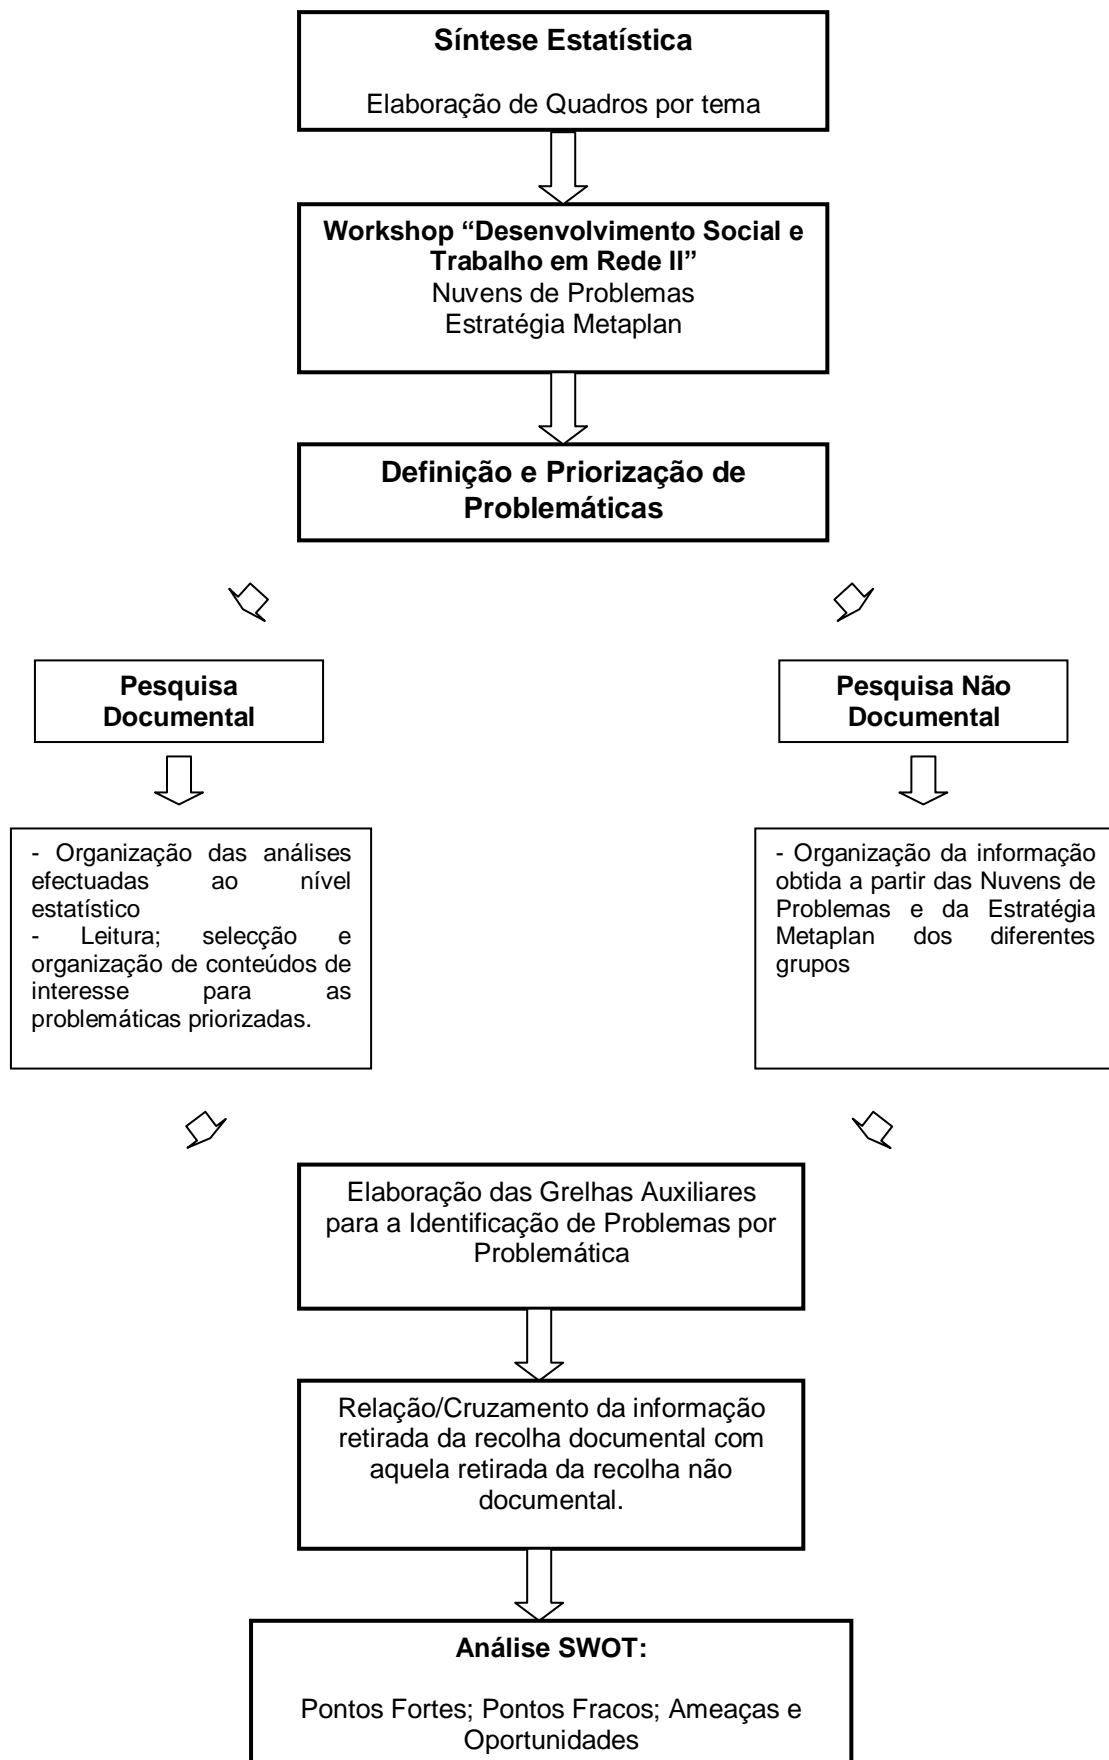 Síntese Estatística
Elaboração de Quadros por tema
Workshop “Desenvolvimento Social e
Trabalho em Rede II”
Nuvens de Problemas
Estratégia Metaplan
Definição e Priorização de
Problemáticas
Pesquisa
Documental
Pesquisa Não
Documental
- Organização das análises
efectuadas ao nível
estatístico
- Leitura; selecção e
organização de conteúdos de
interesse para as
problemáticas priorizadas.
- Organização da informação
obtida a partir das Nuvens de
Problemas e da Estratégia
Metaplan dos diferentes
grupos
Elaboração das Grelhas Auxiliares
para a Identificação de Problemas por
Problemática
Relação/Cruzamento da informação
retirada da recolha documental com
aquela retirada da recolha não
documental.
Análise SWOT:
Pontos Fortes; Pontos Fracos; Ameaças e
Oportunidades